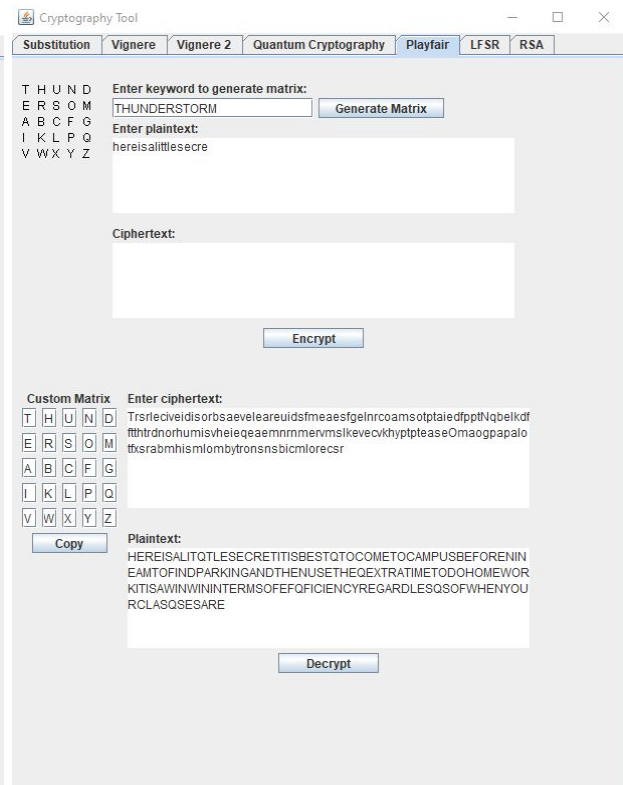 Cryptography Tool
Substitution Vignere Vignere 2 Quantum Cryptography Playfair LFSR RSA
T H U N D
E R S O M
A B C F G
I K L P Q
V W X Y Z
Enter keyword to generate matrix:
THUNDERSTORM Generate Matrix
Enter plaintext:
hereisalittlesecre
Ciphertext:
Encrypt
Custom Matrix
T H U N D
E R S O M
A B C F G
I K L P Q
V W X Y Z
Copy
Enter ciphertext:
TrsrleciveidisorbsaeveleareuidsfmeaesfgelnrcoamsotptaiedfpptNqbelkdf
ftthtrdnorhumisvheieqeaemnrnmervmslkevecvkhyptpteaseOmaogpapalo
tfxsrabmhismlombytronsnsbicmlorecsr
Plaintext:
HEREISALITQTLESECRETITISBESTQTOCOMETOCAMPUSBEFORENIN
EAMTOFINDPARKINGANDTHENUSETHEQEXTRATIMETODOHOMEWOR
KITISAWINWININTERMSOFEFQFICIENCYREGARDLESQSOFWHENYOU
RCLASQSESARE
Decrypt